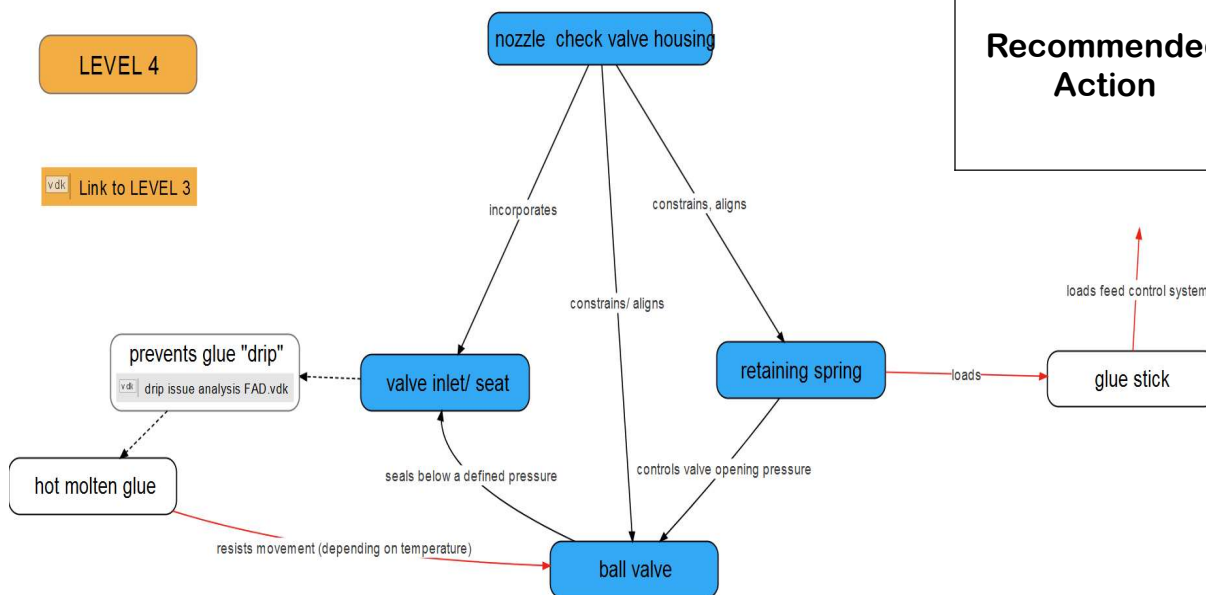 nozzle  check valve housing
LEVEL 4
Recommended
Action
vdk Link to LEVEL 3
incorporates
constrains, aligns
loads feed control system
constrains/ aligns
prevents glue "drip"
vdk drip issue analysis FAD.vdk
valve inlet/ seat
retaining spring
loads
glue stick
seals below a defined pressure
controls valve opening pressure
hot molten glue
resists movement (depending on temperature)
ball valve